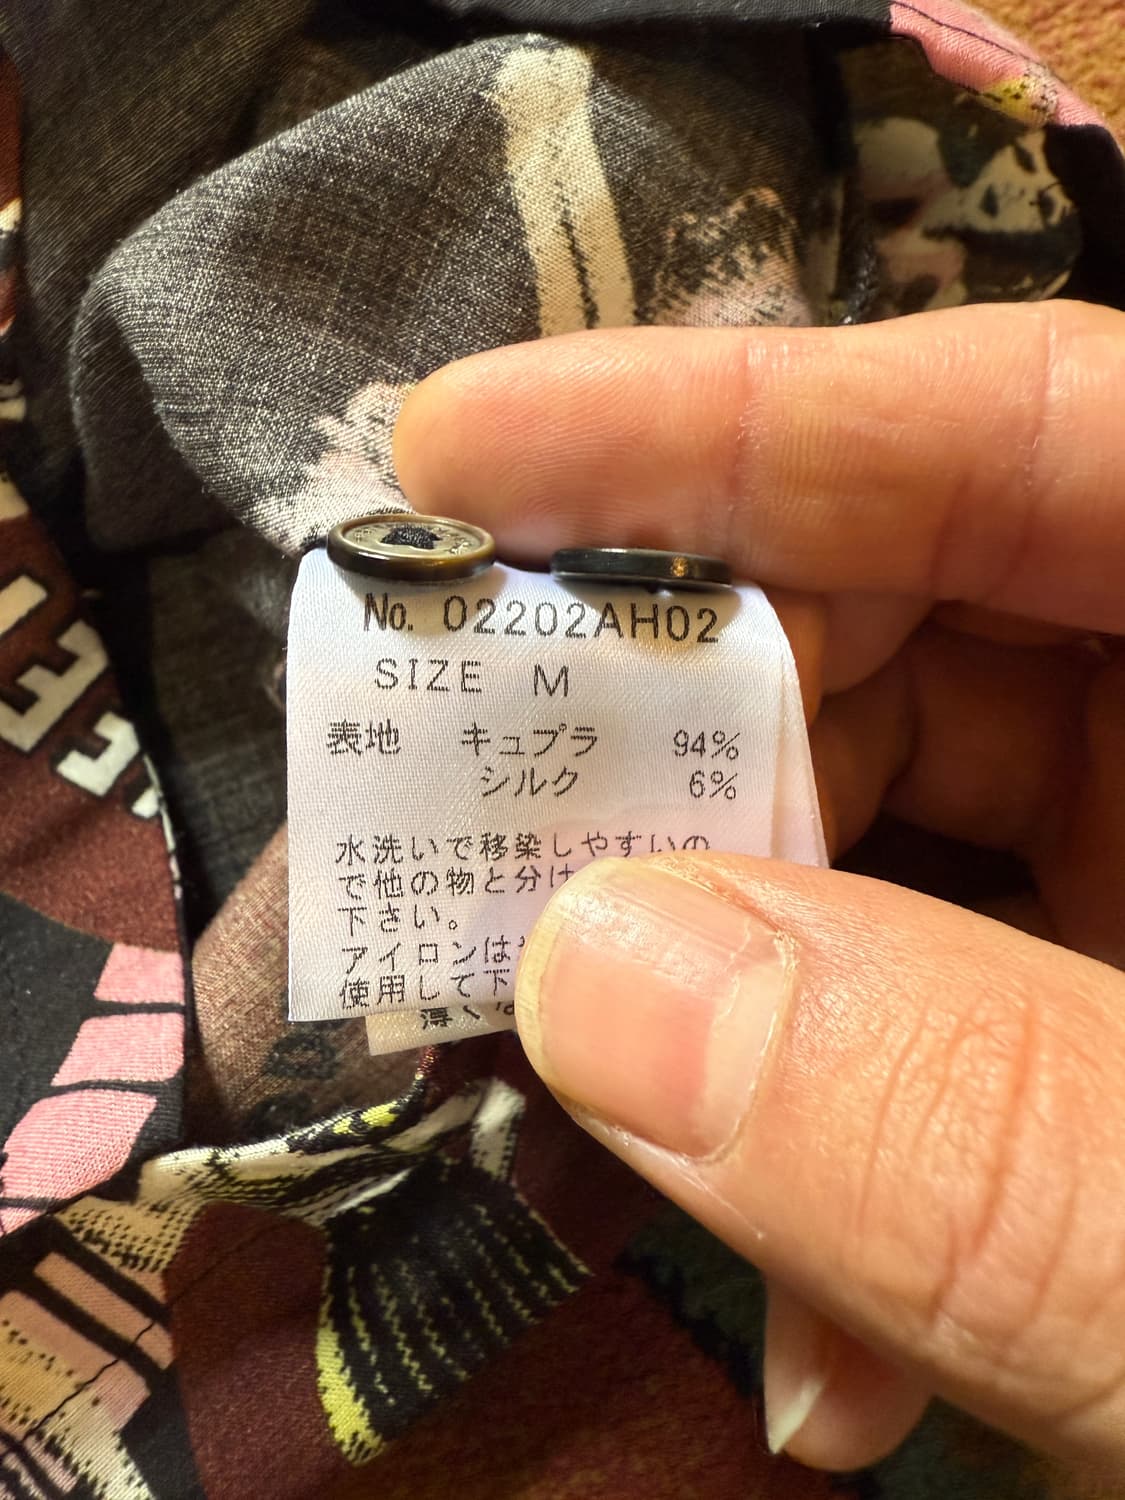 No. 02202AH02
SIZE M
表地 キュプラ 94%
シルク 6%
水洗いで移染しやすいの
で他の物と分け
下さい。
アイロンは
使用して下
薄く